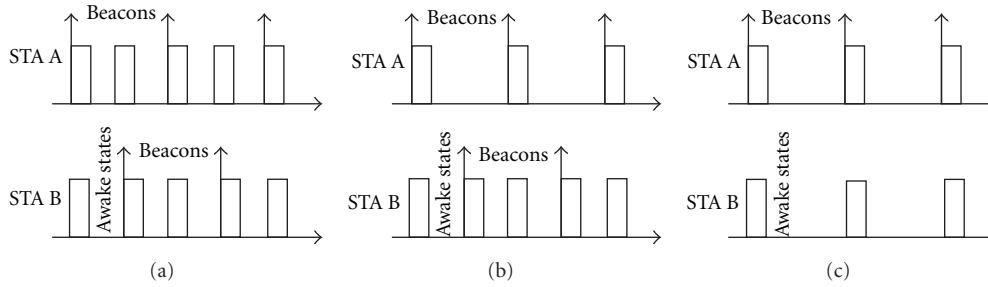 Beacons
STA A
Beacons
Awake states
STA B
(a)
Beacons
STA A
Beacons
Awake states
STA B
(b)
Beacons
STA A
Awake states
STA B
(c)